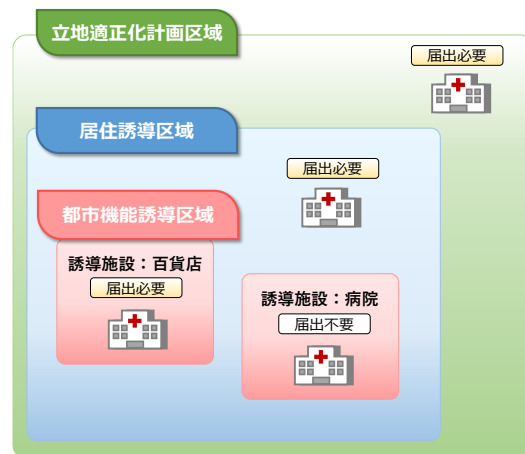 立地適正化計画区域
届出必要
居住誘導区域
届出必要
都市機能誘導区域
誘導施設：百貨店
届出必要
誘導施設：病院
届出不要